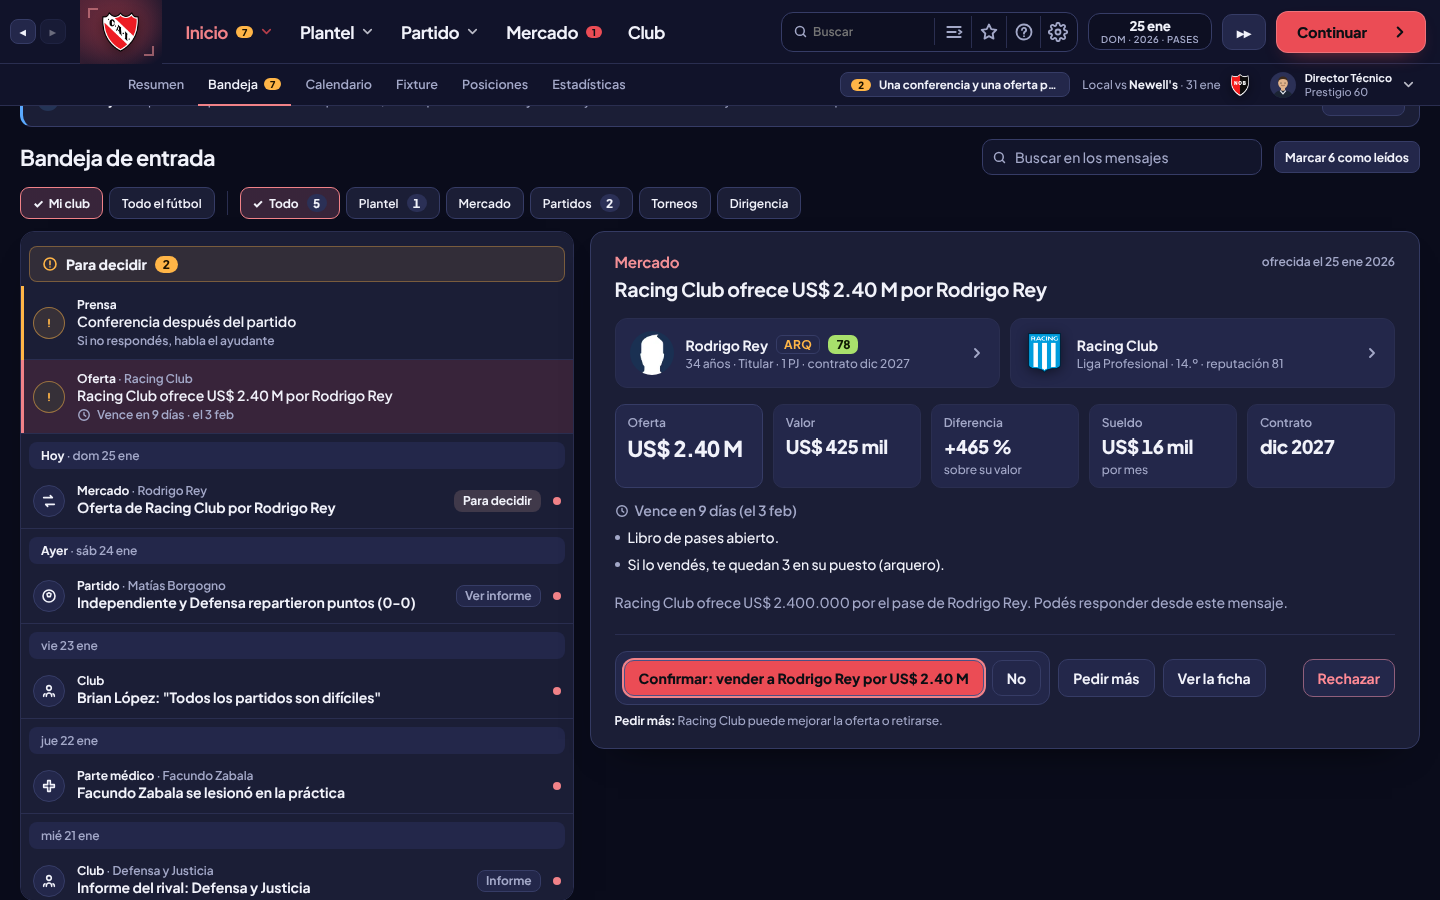 Inicio 7
Plantel
Partido
Mercado 1
Club
Buscar
25 ene
DOM · 2026 · PASES
Continuar
Resumen
Bandeja 7
Calendario
Fixture
Posiciones
Estadísticas
2 Una conferencia y una oferta p...
Local vs Newell's · 31 ene
Director Técnico
Prestigio 60
Bandeja de entrada
Buscar en los mensajes
Marcar 6 como leídos
Mi club
Todo el fútbol
Todo 5
Plantel 1
Mercado
Partidos 2
Torneos
Dirigencia
Para decidir 2
Prensa
Conferencia después del partido
Si no respondés, habla el ayudante
Oferta · Racing Club
Racing Club ofrece US$ 2.40 M por Rodrigo Rey
Vence en 9 días · el 3 feb
Hoy · dom 25 ene
Mercado · Rodrigo Rey
Oferta de Racing Club por Rodrigo Rey
Para decidir
Ayer · sáb 24 ene
Partido · Matías Borgogno
Independiente y Defensa repartieron puntos (0-0)
Ver informe
vie 23 ene
Club
Brian López: "Todos los partidos son difíciles"
jue 22 ene
Parte médico · Facundo Zabala
Facundo Zabala se lesionó en la práctica
mié 21 ene
Club · Defensa y Justicia
Informe del rival: Defensa y Justicia
Informe
Mercado
ofrecida el 25 ene 2026
Racing Club ofrece US$ 2.40 M por Rodrigo Rey
Rodrigo Rey ARQ 78
34 años · Titular · 1 PJ · contrato dic 2027
RACING
Racing Club
Liga Profesional · 14.º · reputación 81
Oferta
US$ 2.40 M
Valor
US$ 425 mil
Diferencia
+465 %
sobre su valor
Sueldo
US$ 16 mil
por mes
Contrato
dic 2027
Vence en 9 días (el 3 feb)
Libro de pases abierto.
Si lo vendés, te quedan 3 en su puesto (arquero).
Racing Club ofrece US$ 2.400.000 por el pase de Rodrigo Rey. Podés responder desde este mensaje.
Confirmar: vender a Rodrigo Rey por US$ 2.40 M
No
Pedir más
Ver la ficha
Rechazar
Pedir más: Racing Club puede mejorar la oferta o retirarse.